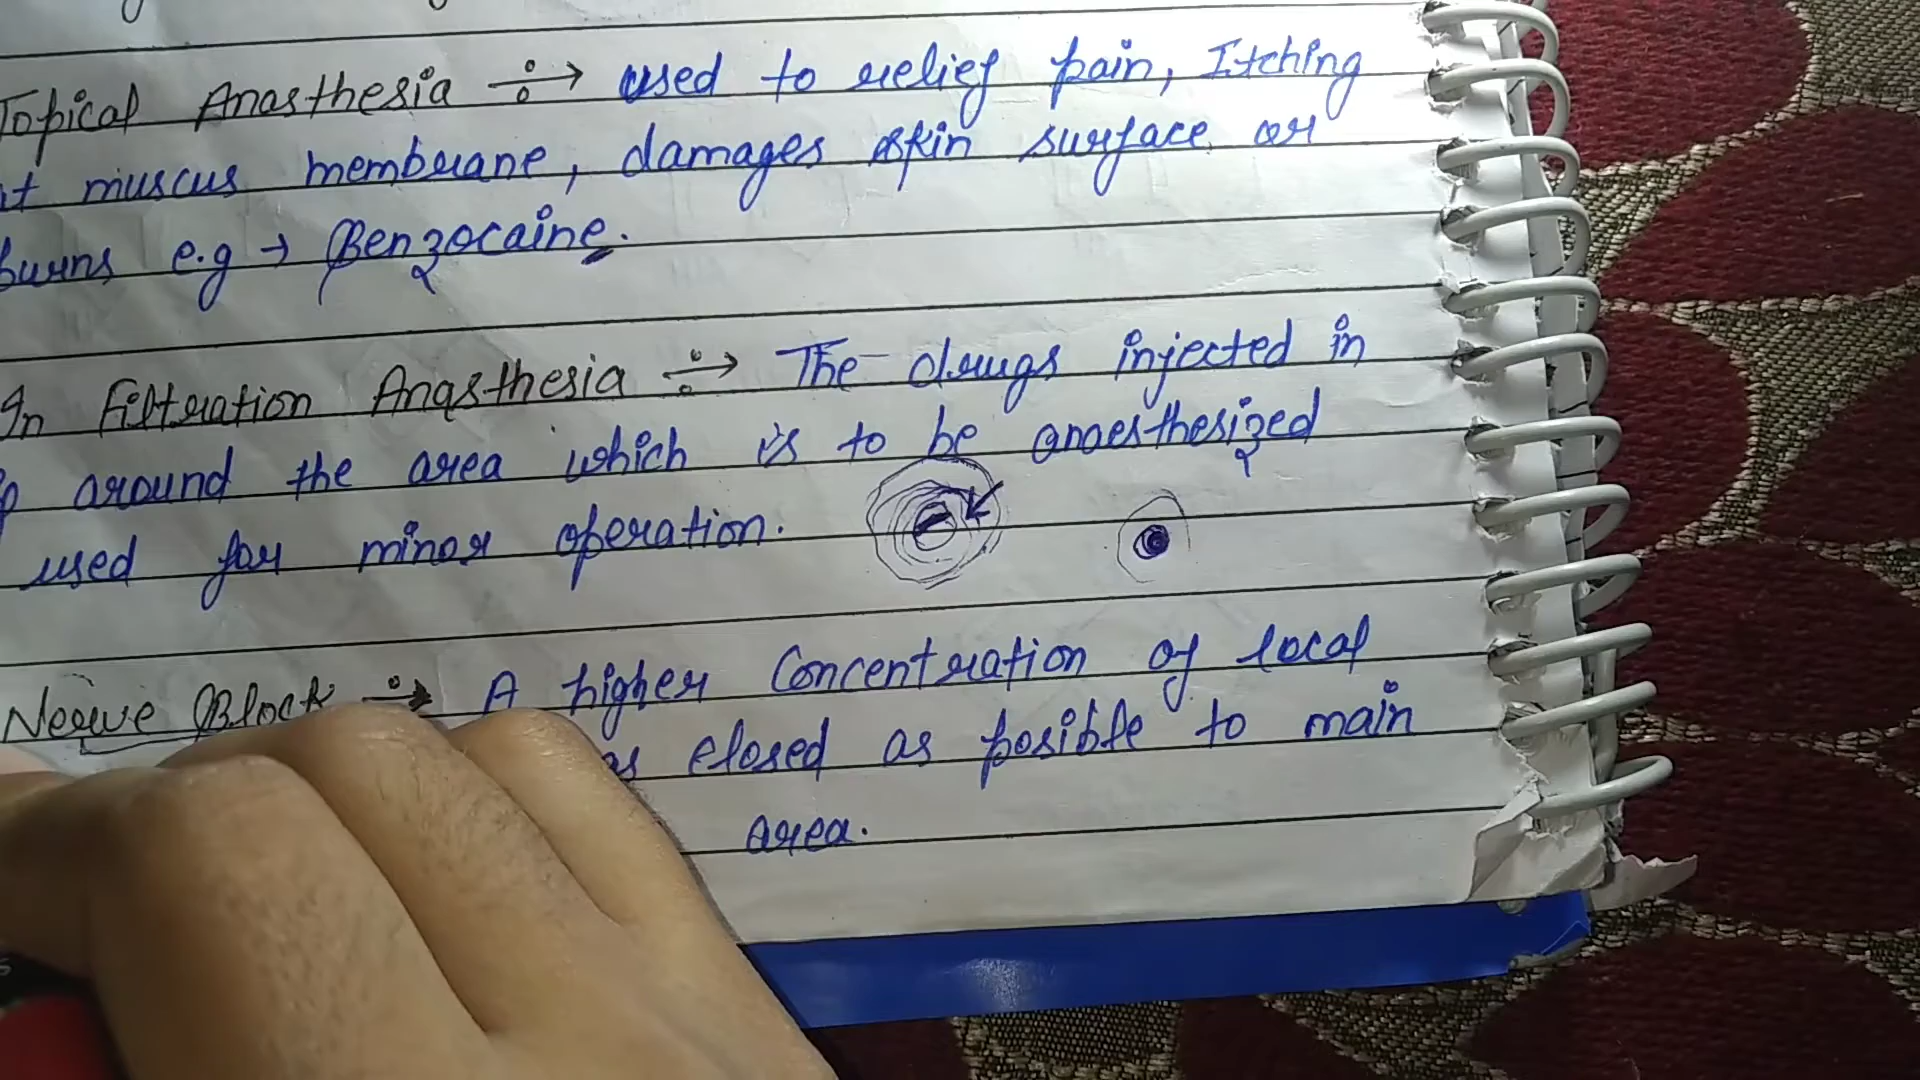 Topical Anasthesia ÷→ used to relief pain, Itching
at muscus membrane, damages skin surface or
burns e.g → Benzocaine.
In Filtration Anasthesia ÷→ The drugs injected in
around the area which is to be anaesthesized
used for minor operation.
Nerve Block ÷→ A higher Concentration of local
as closed as posible to main
area.